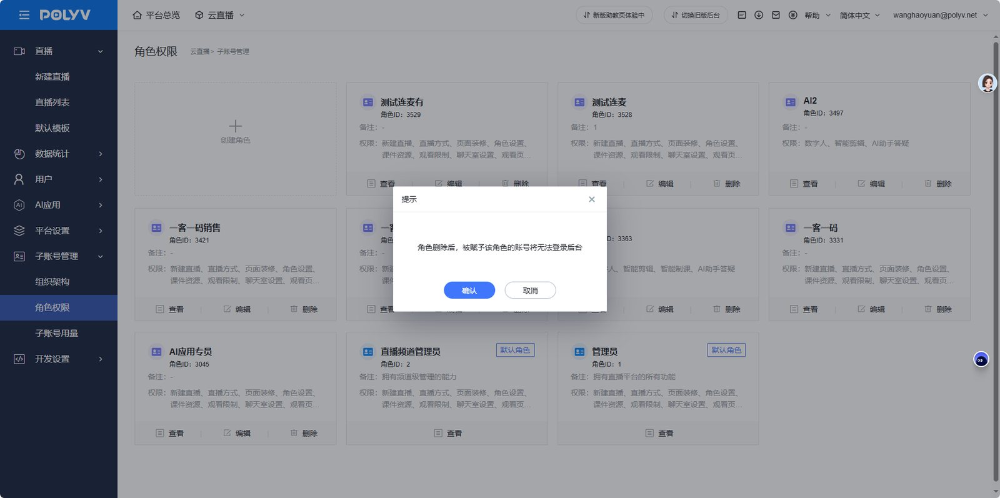 POLYV
平台总览
云直播
新版助教页体验中
切换旧版后台
帮助
简体中文
wanghaoyuan@polyv.net
直播
新建直播
直播列表
默认模板
数据统计
用户
AI应用
平台设置
子账号管理
组织架构
角色权限
子账号用量
开发设置
角色权限
云直播> 子账号管理
创建角色
测试连麦有
角色ID：3529
备注：-
权限：新建直播、直播方式、页面装修、角色设置、
课件资源、观看限制、聊天室设置、观看页...
查看
编辑
删除
测试连麦
角色ID：3528
备注：1
权限：新建直播、直播方式、页面装修、角色设置、
课件资源、观看限制、聊天室设置、观看页...
查看
编辑
删除
AI2
角色ID：3497
备注：-
权限：数字人、智能剪辑、AI助手答疑
查看
编辑
删除
一客一码销售
角色ID：3421
备注：-
权限：新建直播、直播方式、页面装修、角色设置、
课件资源、观看限制、聊天室设置、观看页...
查看
编辑
删除
一客
角色
备注：-
权限：新
查看
提示
角色删除后，被赋予该角色的账号将无法登录后台
确认
取消
D：3363
人、智能剪辑、智能制课、AI助手答疑
编辑
删除
一客一码
角色ID：3331
备注：-
权限：新建直播、直播方式、页面装修、角色设置、
课件资源、观看限制、聊天室设置、观看页...
查看
编辑
删除
AI应用专员
角色ID：3045
备注：-
权限：新建直播、直播方式、页面装修、角色设置、
课件资源、观看限制、聊天室设置、观看页...
查看
编辑
删除
直播频道管理员
默认角色
角色ID：2
备注：拥有频道级管理的能力
权限：新建直播、直播方式、页面装修、角色设置、
课件资源、观看限制、聊天室设置、观看页...
查看
管理员
默认角色
角色ID：1
备注：拥有直播平台的所有功能
权限：新建直播、直播方式、页面装修、角色设置、
课件资源、观看限制、聊天室设置、观看页...
查看